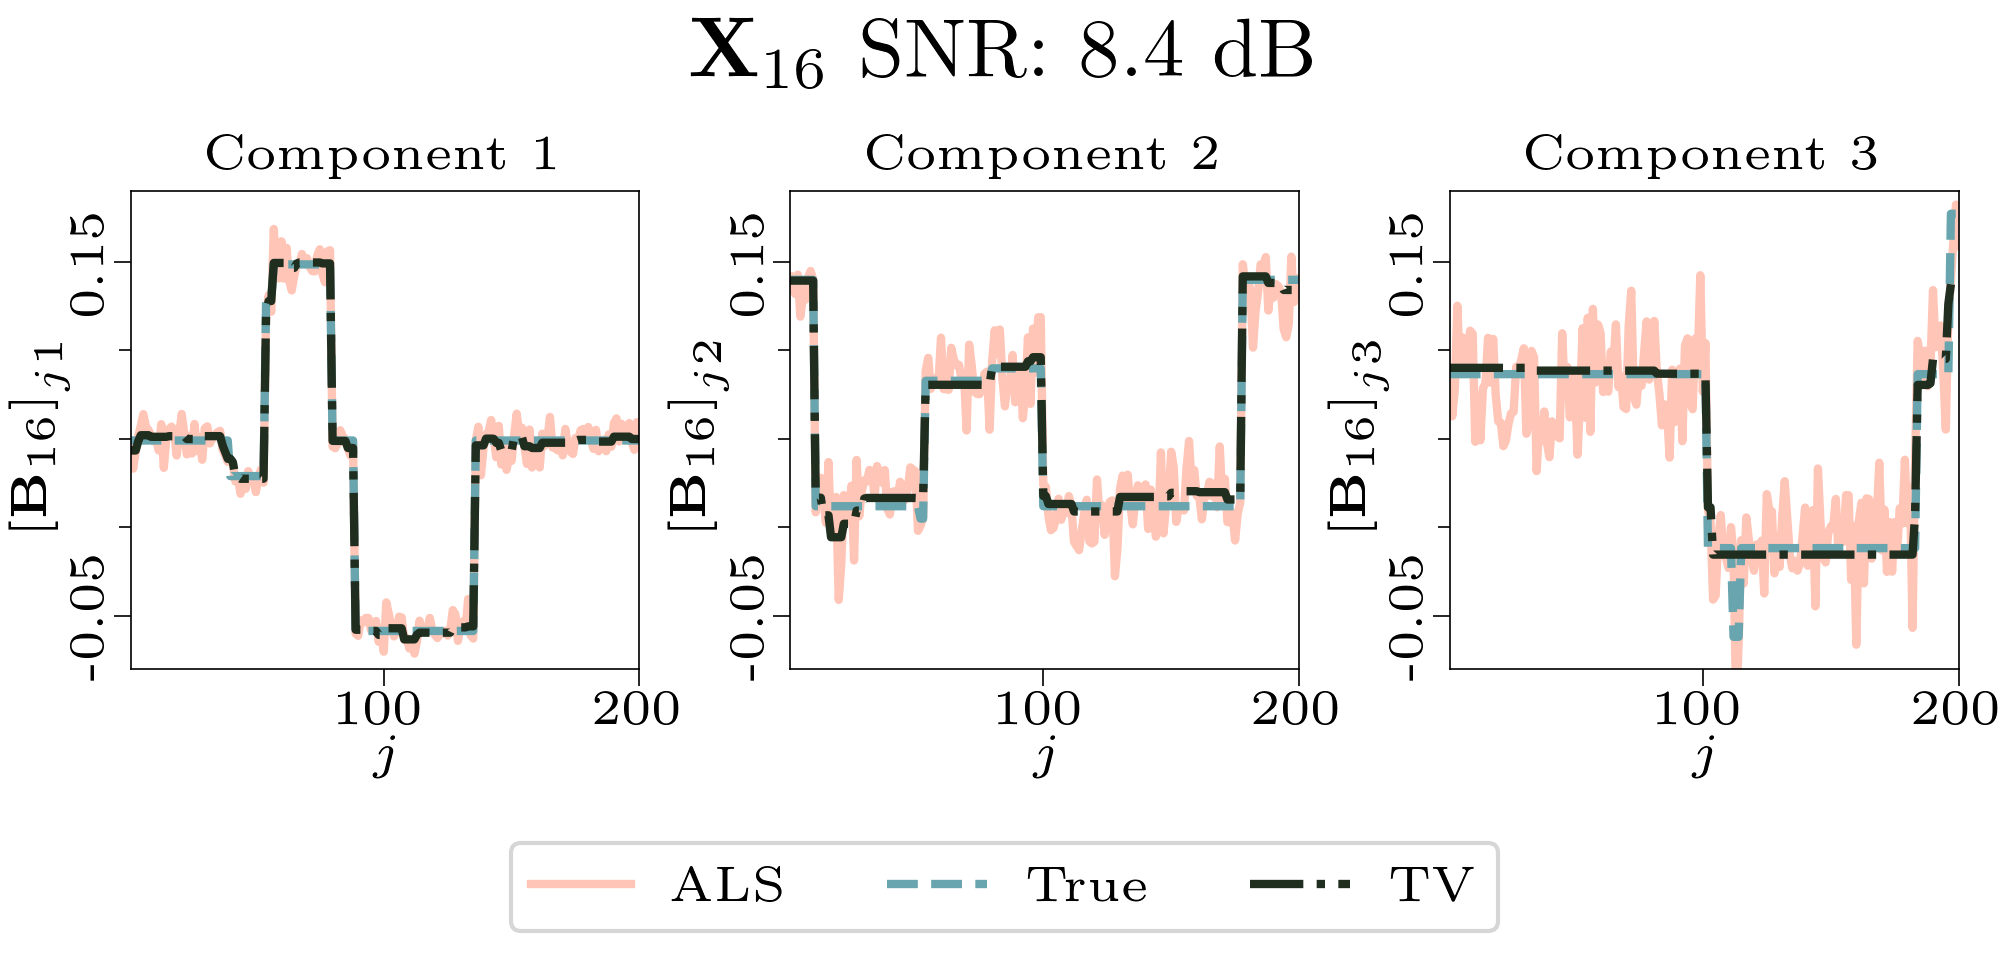 X₁₆ SNR: 8.4 dB
Component 1
Component 2
Component 3
[B₁₆]ⱼ₁
0.15
-0.05
100
200
j
[B₁₆]ⱼ₂
0.15
-0.05
100
200
j
[B₁₆]ⱼ₃
0.15
-0.05
100
200
j
ALS
True
TV